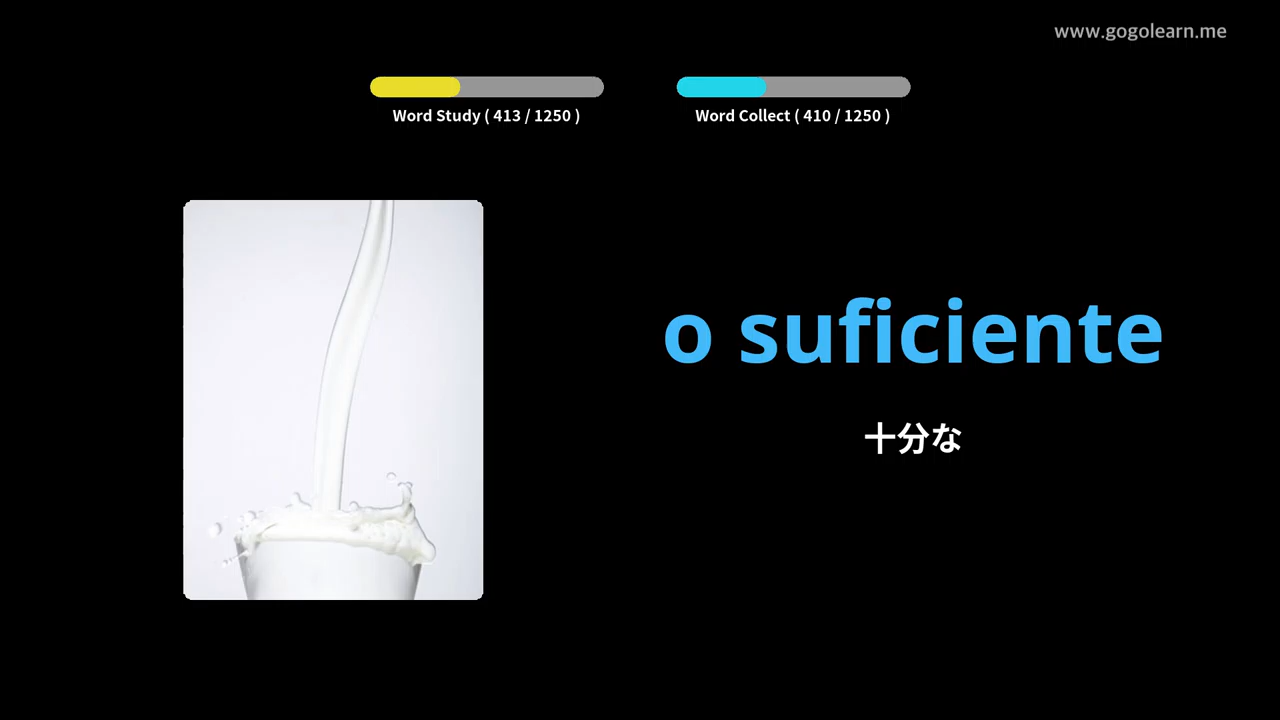 www.gogolearn.me
Word Study ( 413 / 1250 )
Word Collect ( 410 / 1250 )
o suficiente
十分な